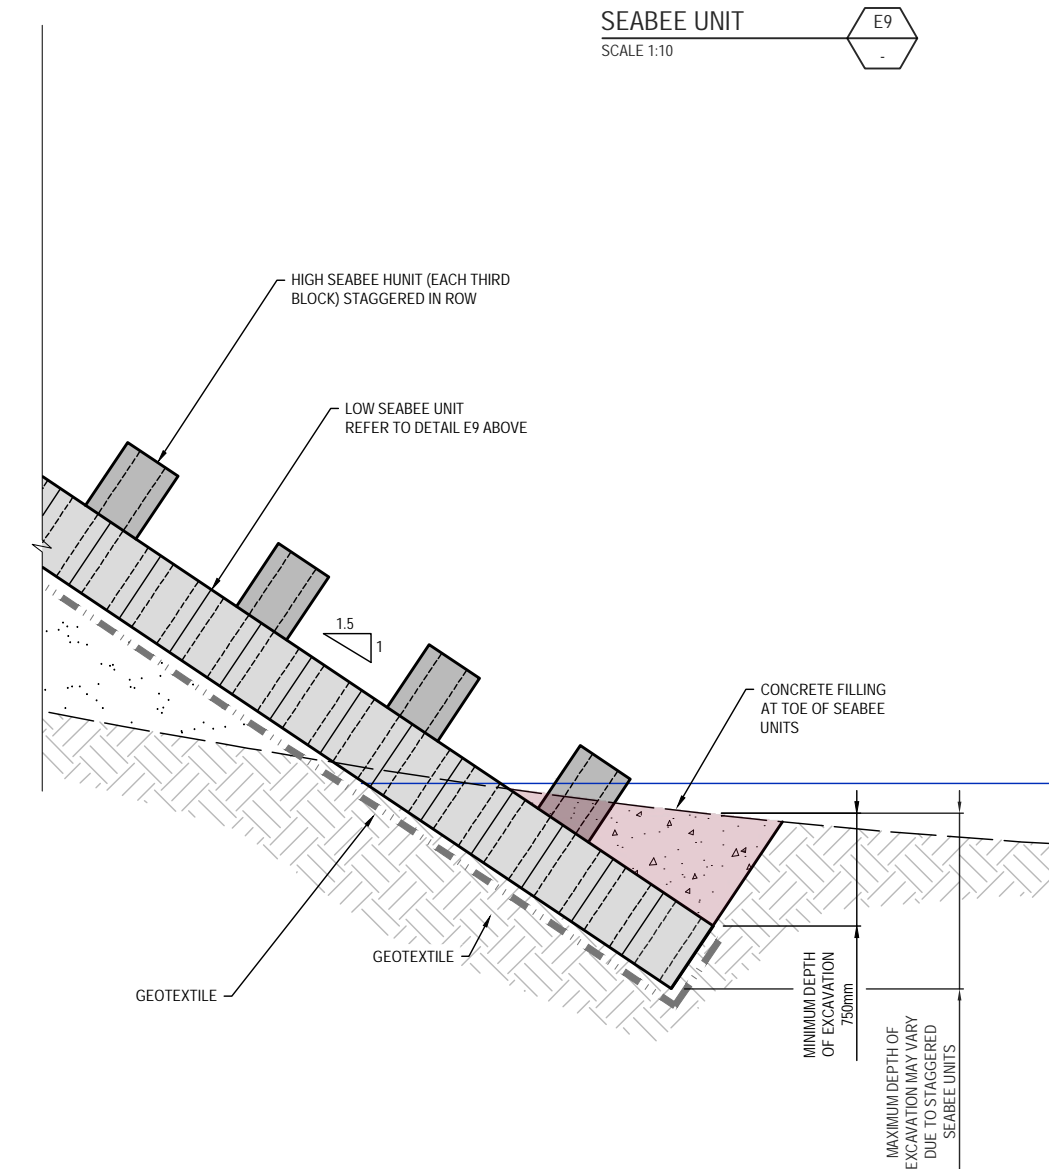 SEABEE UNIT
SCALE 1:10
E9
-
HIGH SEABEE HUNIT (EACH THIRD
BLOCK) STAGGERED IN ROW
LOW SEABEE UNIT
REFER TO DETAIL E9 ABOVE
1.5
1
CONCRETE FILLING
AT TOE OF SEABEE
UNITS
GEOTEXTILE
GEOTEXTILE
MINIMUM DEPTH
OF EXCAVATION
750mm
MAXIMUM DEPTH OF
EXCAVATION MAY VARY
DUE TO STAGGERED
SEABEE UNITS